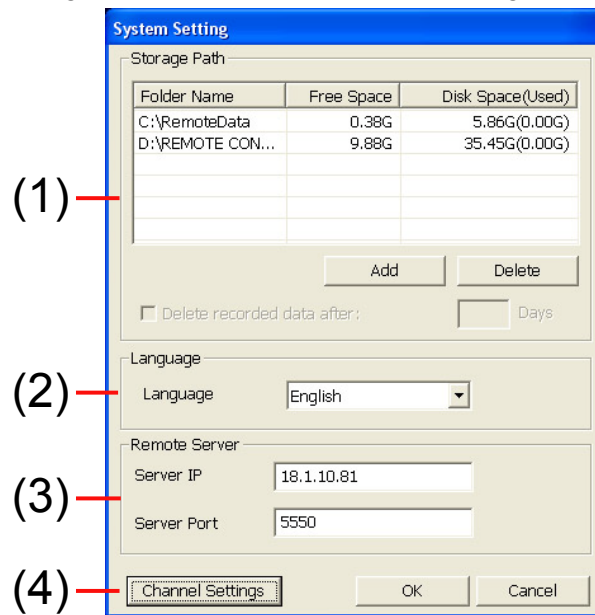 System Setting
Storage Path
Folder Name Free Space Disk Space(Used)
C:\RemoteData 0.38G 5.86G(0.00G)
D:\REMOTE CON... 9.88G 35.45G(0.00G)
(1)
Add Delete
Delete recorded data after: Days
Language
(2) Language English
Remote Server
Server IP 18.1.10.81
(3)
Server Port 5550
(4) Channel Settings OK Cancel